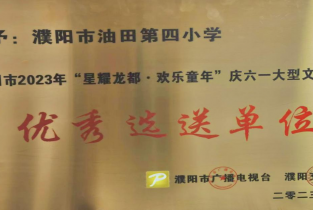 予：濮阳市油田第四小学
阳市2023年“星耀龙都·欢乐童年”庆六一大型文
优秀选送单位
濮阳市广播电视台 濮阳
二〇二三